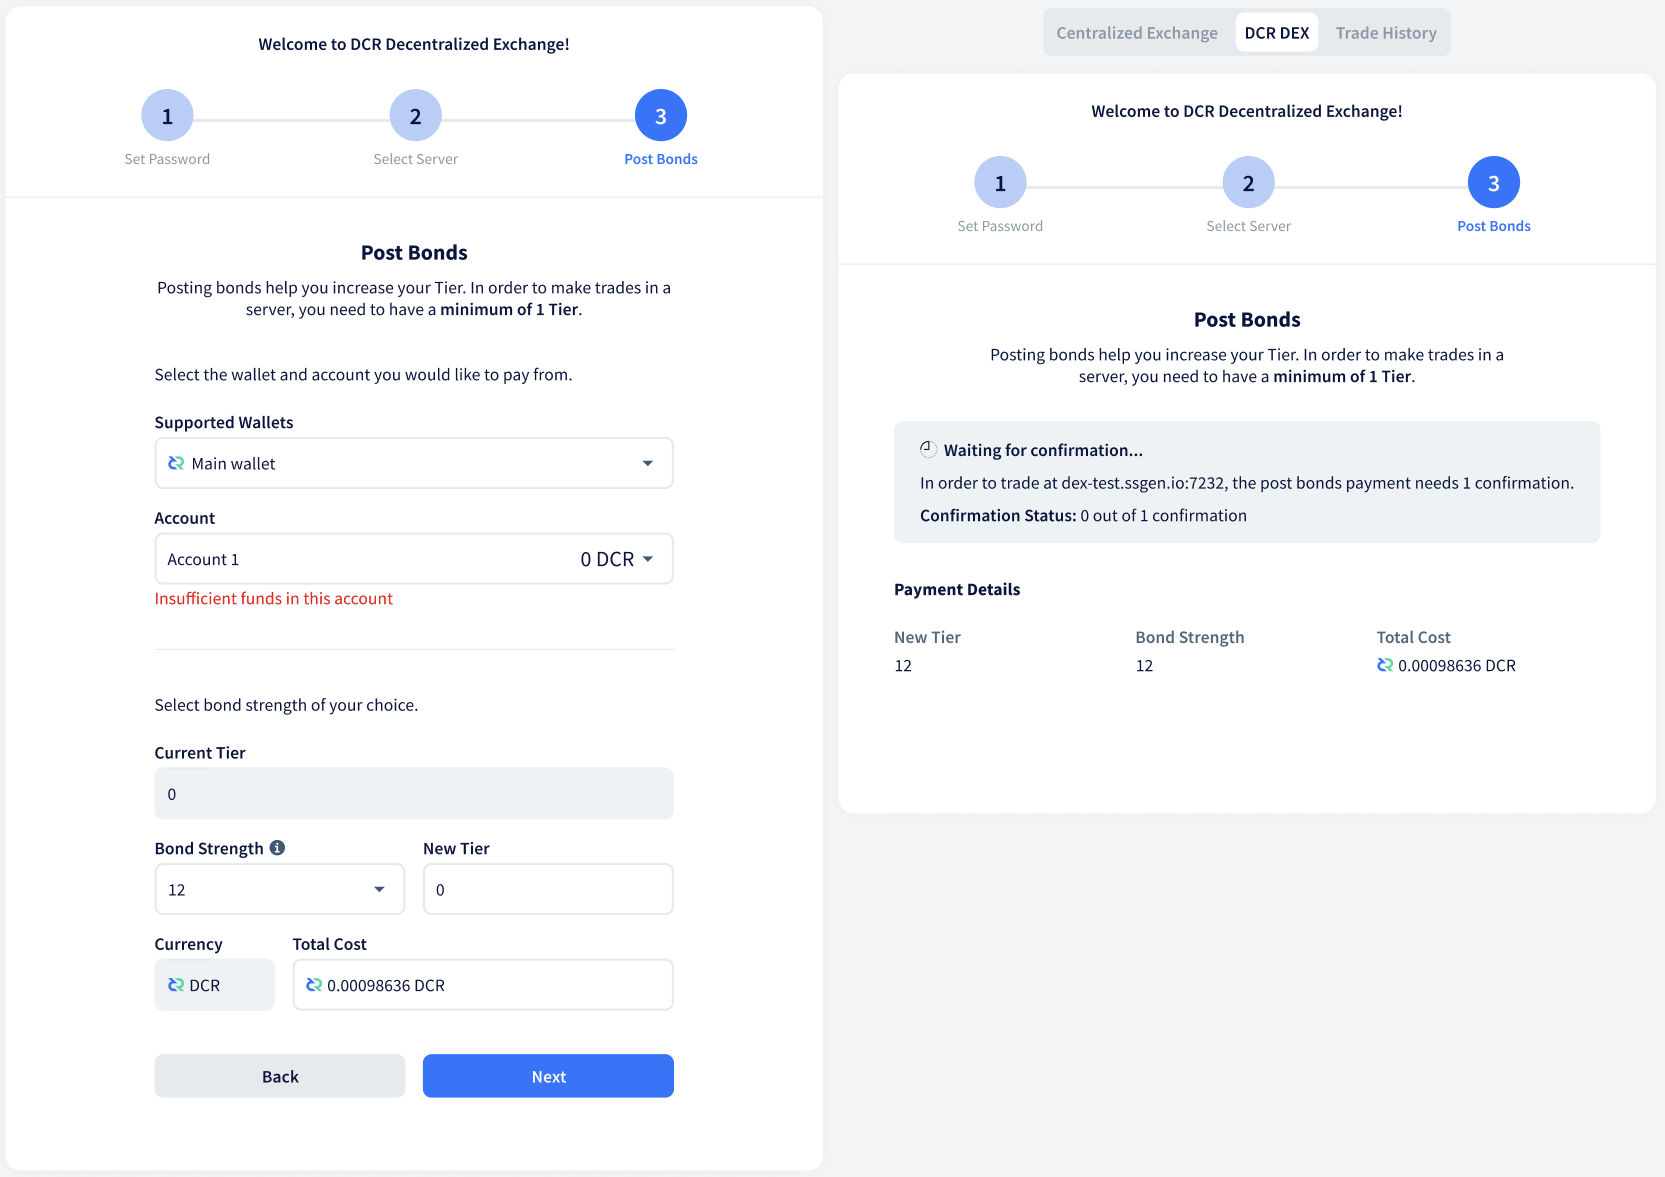 Welcome to DCR Decentralized Exchange!
1
2
3
Set Password
Select Server
Post Bonds
Post Bonds
Posting bonds help you increase your Tier. In order to make trades in a
server, you need to have a minimum of 1 Tier.
Select the wallet and account you would like to pay from.
Supported Wallets
Main wallet
Account
Account 1 0 DCR
Insufficient funds in this account
Select bond strength of your choice.
Current Tier
0
Bond Strength New Tier
12 0
Currency Total Cost
DCR 0.00098636 DCR
Back Next
Centralized Exchange DCR DEX Trade History
Welcome to DCR Decentralized Exchange!
1
2
3
Set Password
Select Server
Post Bonds
Post Bonds
Posting bonds help you increase your Tier. In order to make trades in a
server, you need to have a minimum of 1 Tier.
Waiting for confirmation...
In order to trade at dex-test.ssgen.io:7232, the post bonds payment needs 1 confirmation.
Confirmation Status: 0 out of 1 confirmation
Payment Details
New Tier Bond Strength Total Cost
12 12 0.00098636 DCR